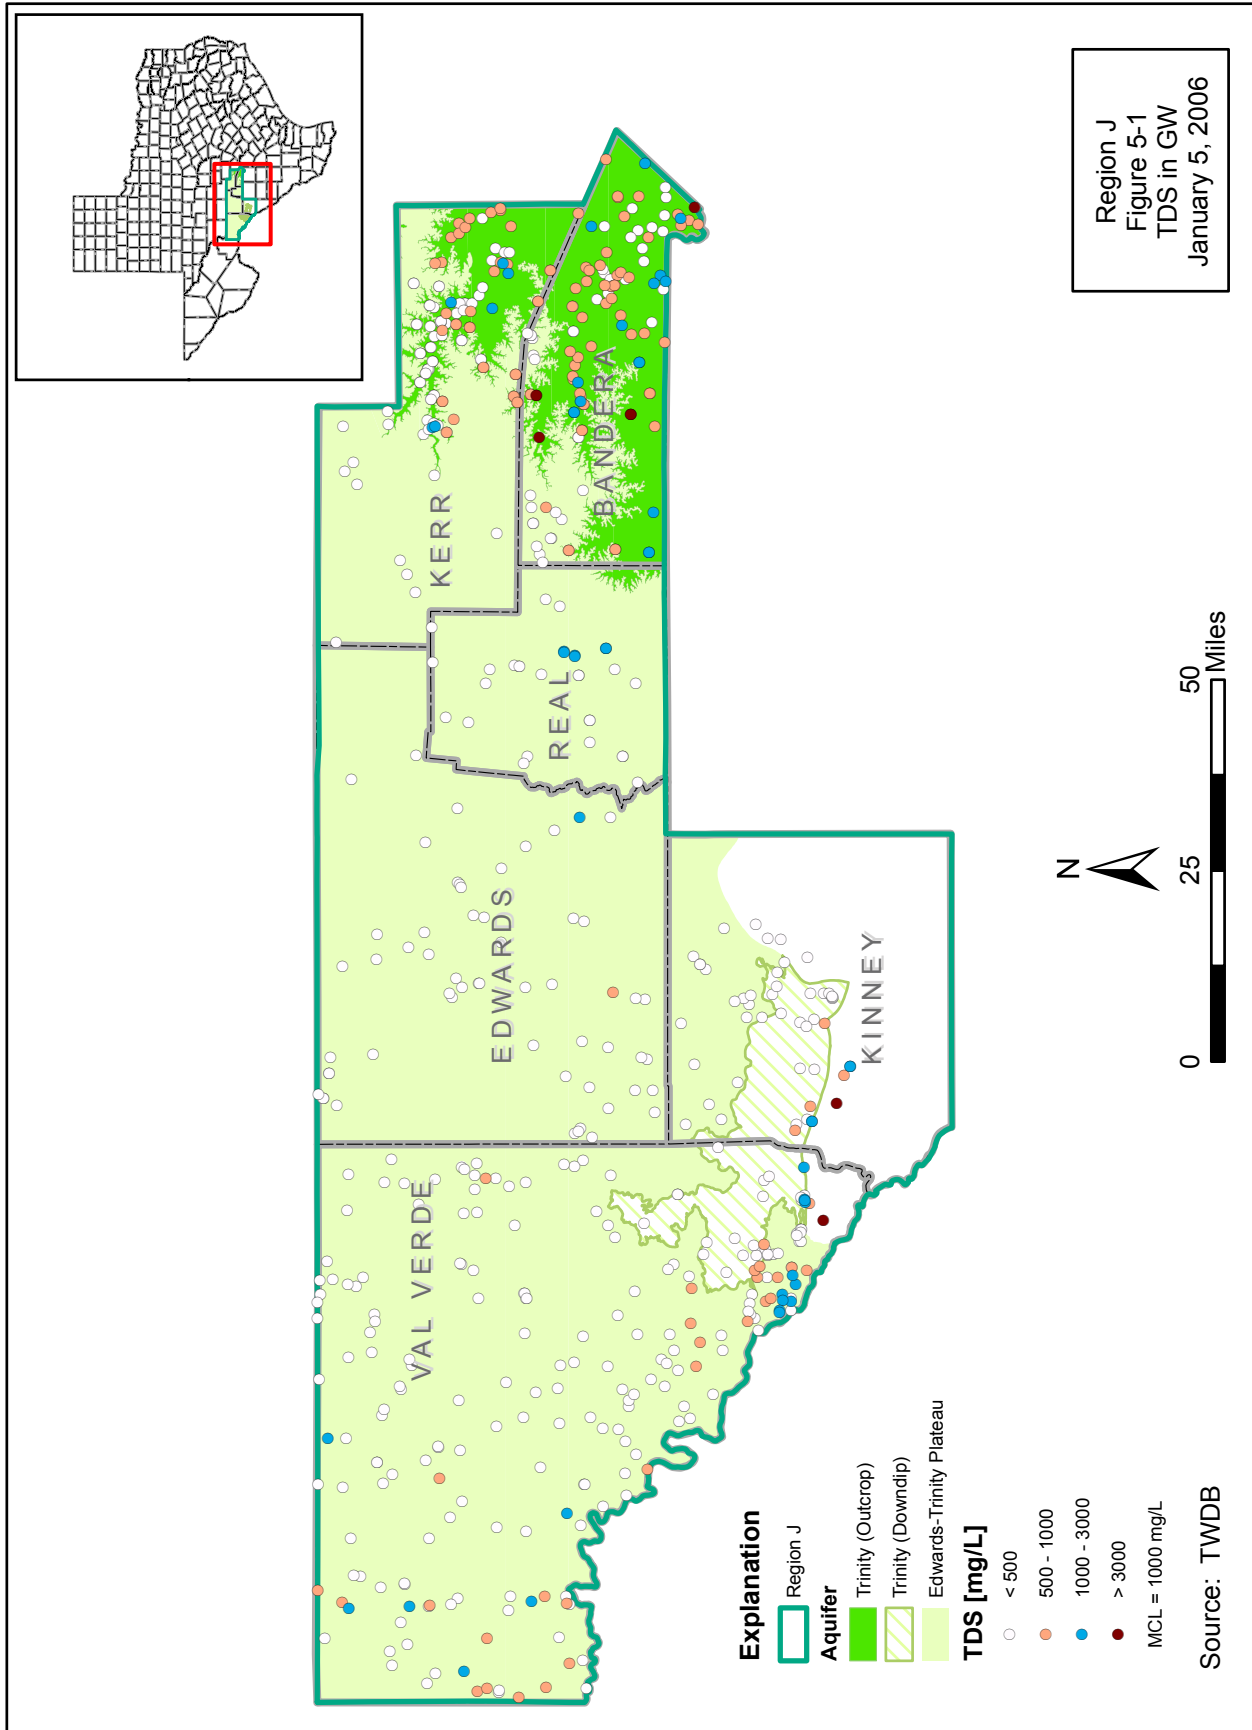 Region J
Figure 5-1
TDS in GW
January 5, 2006
KERR
BANDERA
REAL
EDWARDS
KINNEY
VAL VERDE
N
0 25 50 Miles
Explanation
Region J
Aquifer
Trinity (Outcrop)
Trinity (Downdip)
Edwards-Trinity Plateau
TDS [mg/L]
< 500
500 - 1000
1000 - 3000
> 3000
MCL = 1000 mg/L
Source: TWDB